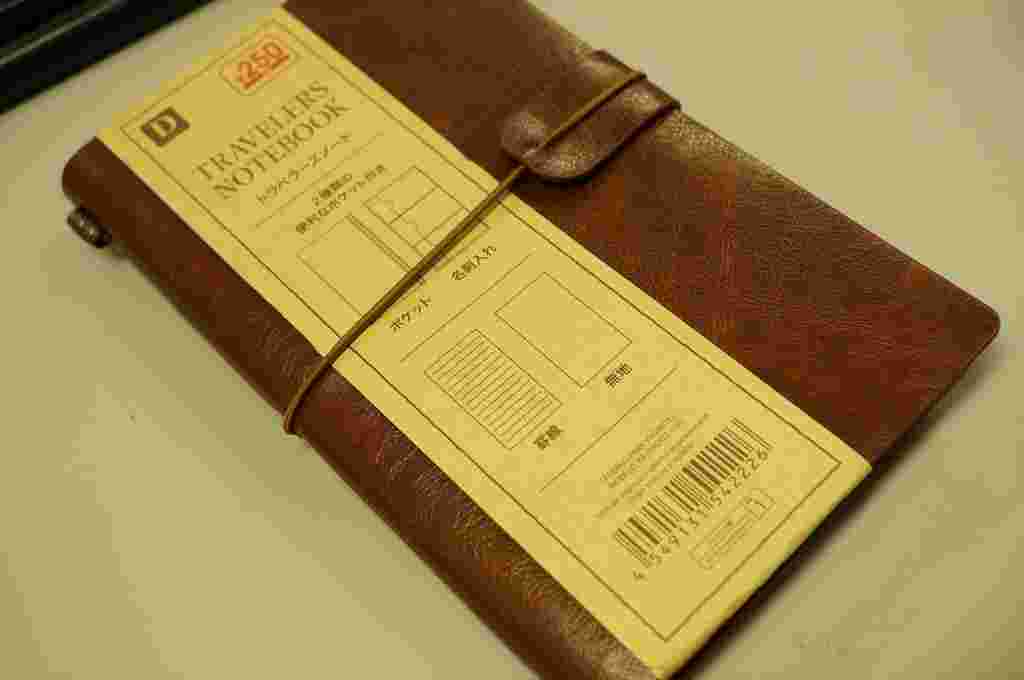 D
¥250
TRAVELERS
NOTEBOOK
トラベラーズノート
2種類の
便利なポケット付き
ポケット
名刺入れ
罫線
無地
4 549131 542226